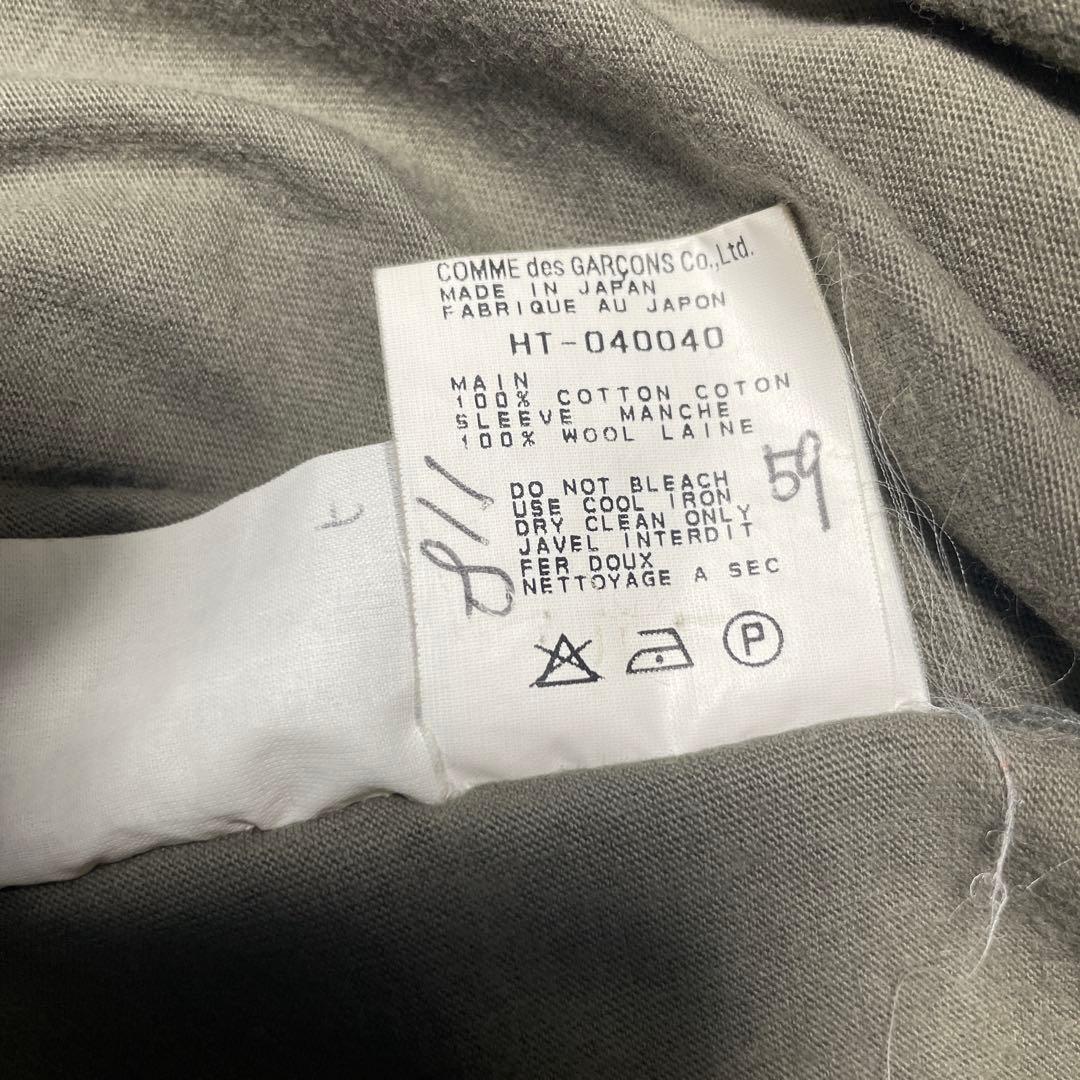 COMME des GARÇONS Co.,Ltd.
MADE IN JAPAN
FABRIQUE AU JAPON
HT-040040
MAIN
100% COTTON COTON
SLEEVE MANCHE
100% WOOL LAINE
59
DO NOT BLEACH
USE COOL IRON
DRY CLEAN ONLY
JAVEL INTERDIT
FER DOUX
NETTOYAGE A SEC
P